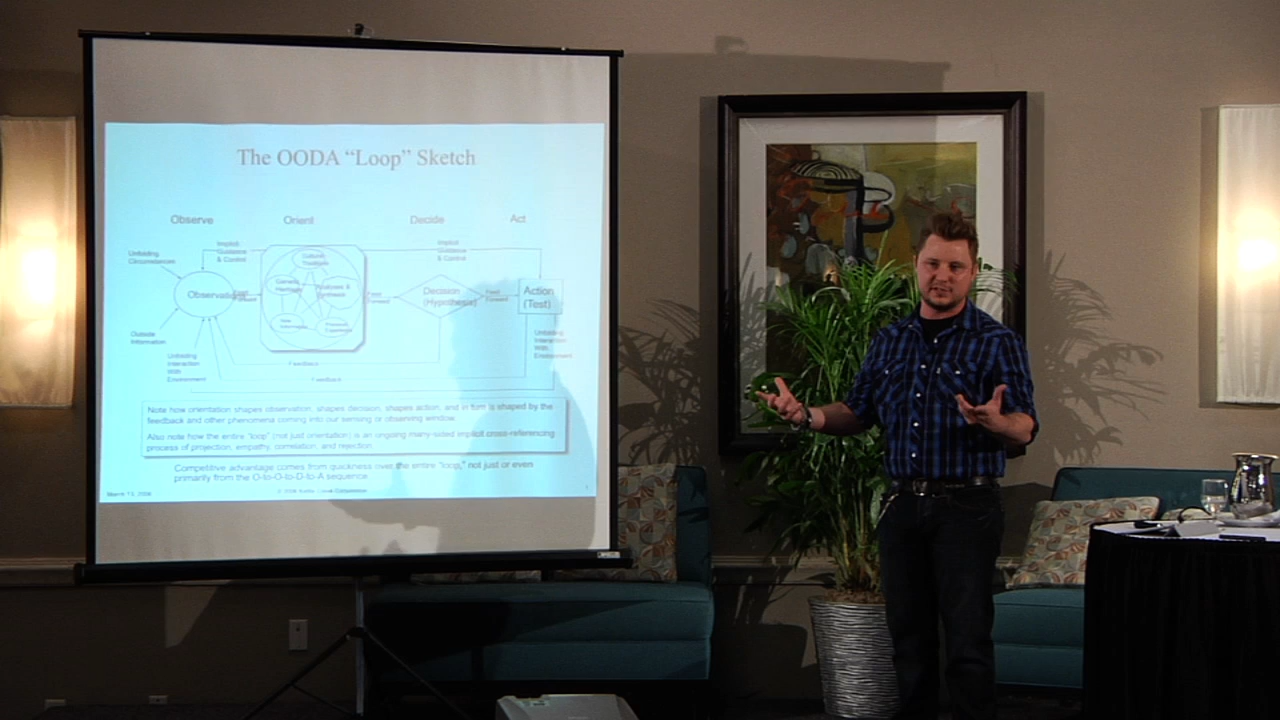 The OODA “Loop” Sketch
Observe Orient Decide Act
Implicit
Guidance
& Control
Implicit
Guidance
& Control
Unfolding
Circumstances
Cultural
Traditions
Genetic
Heritage
Analyses &
Synthesis
New
Information
Previous
Experience
Observations
Feed
Forward
Feed
Forward
Decision
(Hypothesis)
Feed
Forward
Action
(Test)
Outside
Information
Unfolding
Interaction
With
Environment
Unfolding
Interaction
With
Environment
Feedback
Feedback
Note how orientation shapes observation, shapes decision, shapes action, and in turn is shaped by the
feedback and other phenomena coming into our sensing or observing window.
Also note how the entire “loop” (not just orientation) is an ongoing many-sided implicit cross-referencing
process of projection, empathy, correlation, and rejection.
Competitive advantage comes from quickness over the entire “loop,” not just or even
primarily from the O-to-O-to-D-to-A sequence